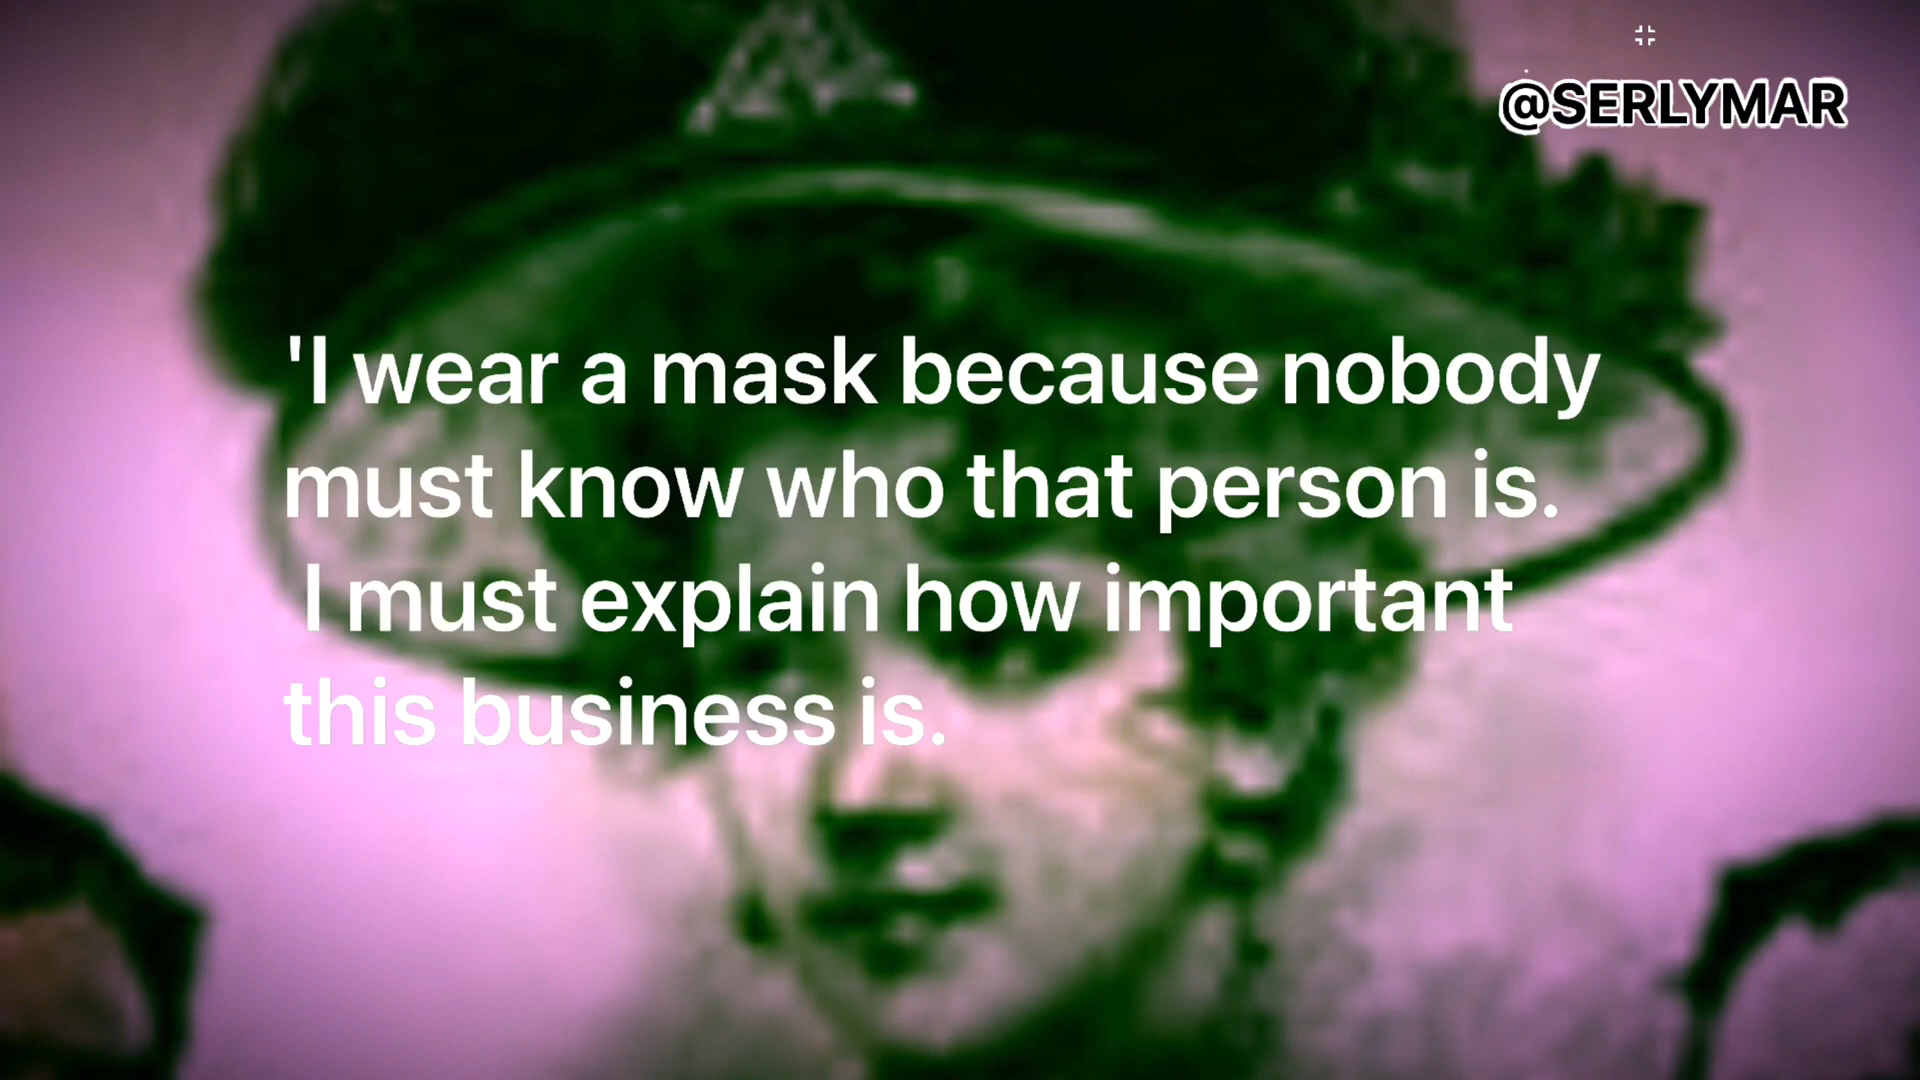 @SERLYMAR
'I wear a mask because nobody
must know who that person is.
I must explain how important
this business is.